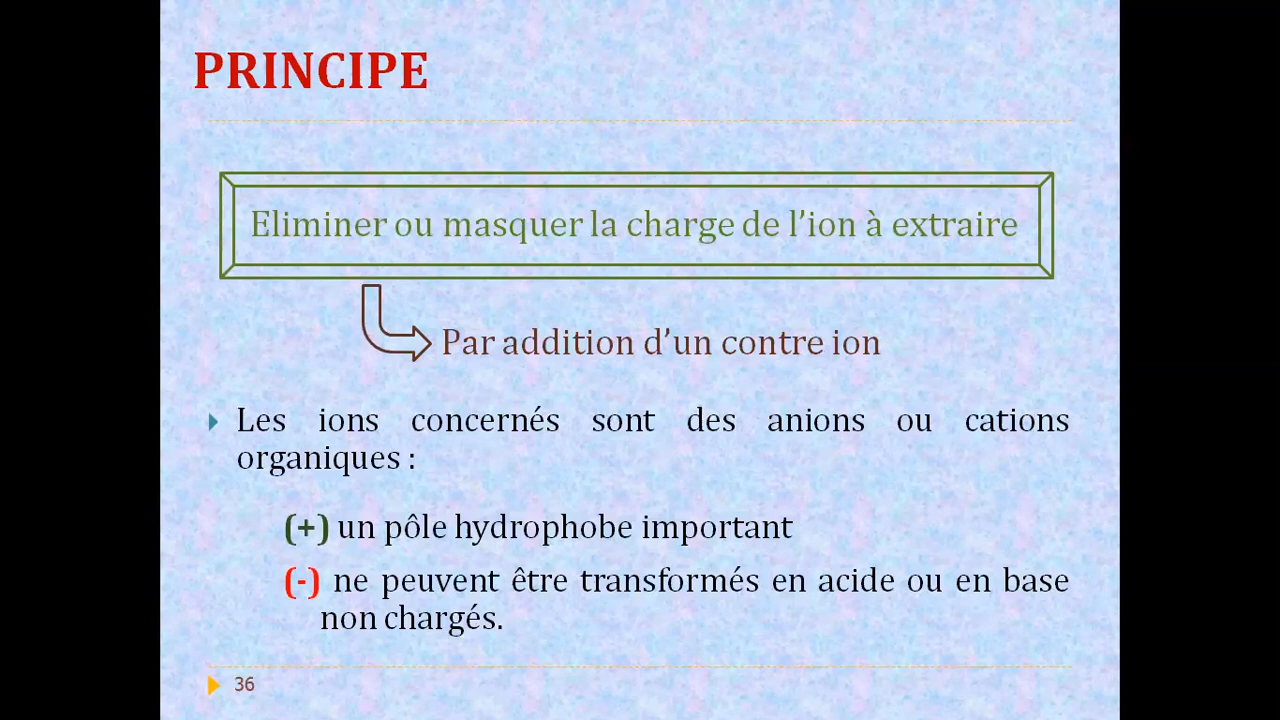 PRINCIPE
Eliminer ou masquer la charge de l’ion à extraire
Par addition d’un contre ion
Les ions concernés sont des anions ou cations
organiques :
(+) un pôle hydrophobe important
(-) ne peuvent être transformés en acide ou en base
non chargés.
36